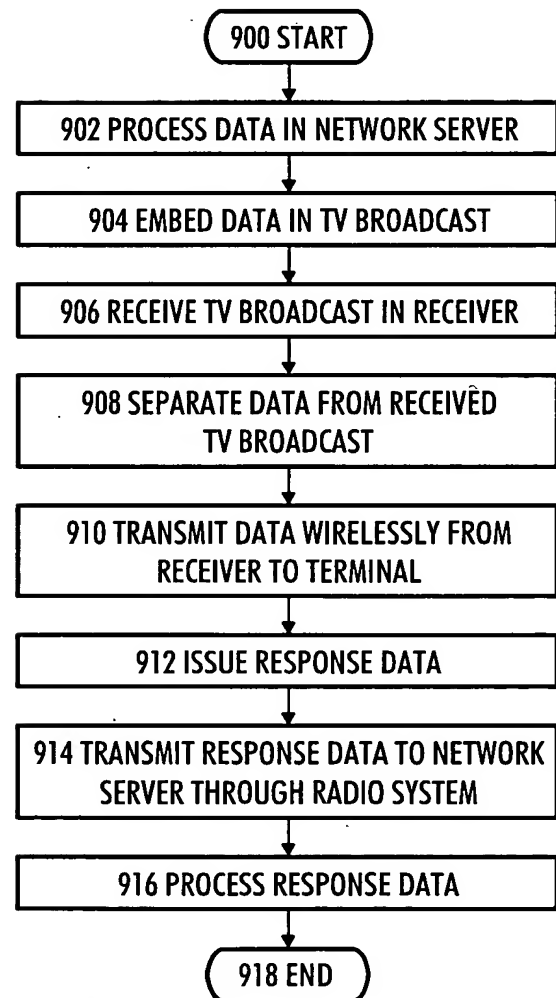 900 START
902 PROCESS DATA IN NETWORK SERVER
904 EMBED DATA IN TV BROADCAST
906 RECEIVE TV BROADCAST IN RECEIVER
908 SEPARATE DATA FROM RECEIVED
TV BROADCAST
910 TRANSMIT DATA WIRELESSLY FROM
RECEIVER TO TERMINAL
912 ISSUE RESPONSE DATA
914 TRANSMIT RESPONSE DATA TO NETWORK
SERVER THROUGH RADIO SYSTEM
916 PROCESS RESPONSE DATA
918 END